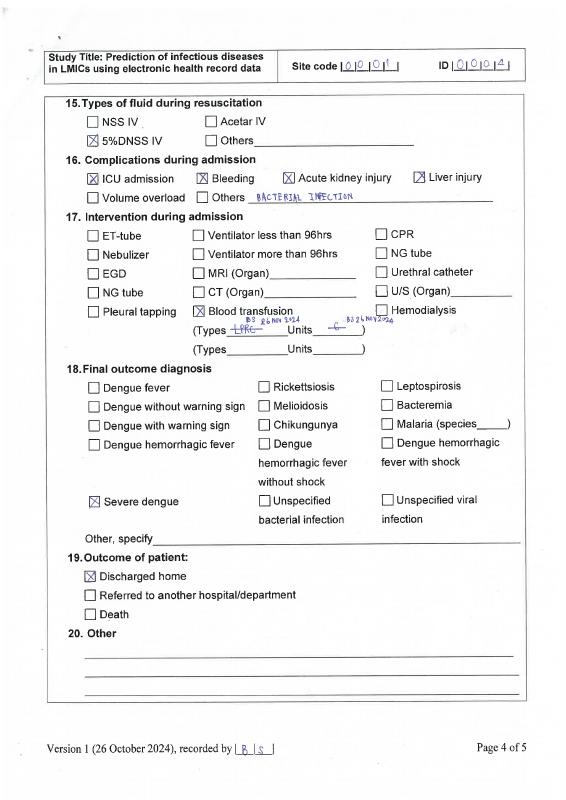 Study Title: Prediction of infectious diseases
in LMICs using electronic health record data
Site code |0|0|0|1| ID |0|0|0|4|
15. Types of fluid during resuscitation
☐ NSS IV ☐ Acetar IV
☒ 5%DNSS IV ☐ Others
16. Complications during admission
☒ ICU admission ☒ Bleeding ☒ Acute kidney injury ☒ Liver injury
☐ Volume overload ☐ Others BACTERIAL INFECTION
17. Intervention during admission
☐ ET-tube ☐ Ventilator less than 96hrs ☐ CPR
☐ Nebulizer ☐ Ventilator more than 96hrs ☐ NG tube
☐ EGD ☐ MRI (Organ) ☐ Urethral catheter
☐ NG tube ☐ CT (Organ) ☐ U/S (Organ)
☐ Pleural tapping ☒ Blood transfusion ☐ Hemodialysis
BS 26 NOV 2024 BS 26 NOV 2024
(Types LPRC Units 6 )
(Types Units )
18. Final outcome diagnosis
☐ Dengue fever ☐ Rickettsiosis ☐ Leptospirosis
☐ Dengue without warning sign ☐ Melioidosis ☐ Bacteremia
☐ Dengue with warning sign ☐ Chikungunya ☐ Malaria (species )
☐ Dengue hemorrhagic fever ☐ Dengue ☐ Dengue hemorrhagic
hemorrhagic fever fever with shock
without shock
☒ Severe dengue ☐ Unspecified ☐ Unspecified viral
bacterial infection infection
Other, specify
19. Outcome of patient:
☒ Discharged home
☐ Referred to another hospital/department
☐ Death
20. Other
Version 1 (26 October 2024), recorded by |B|S| Page 4 of 5